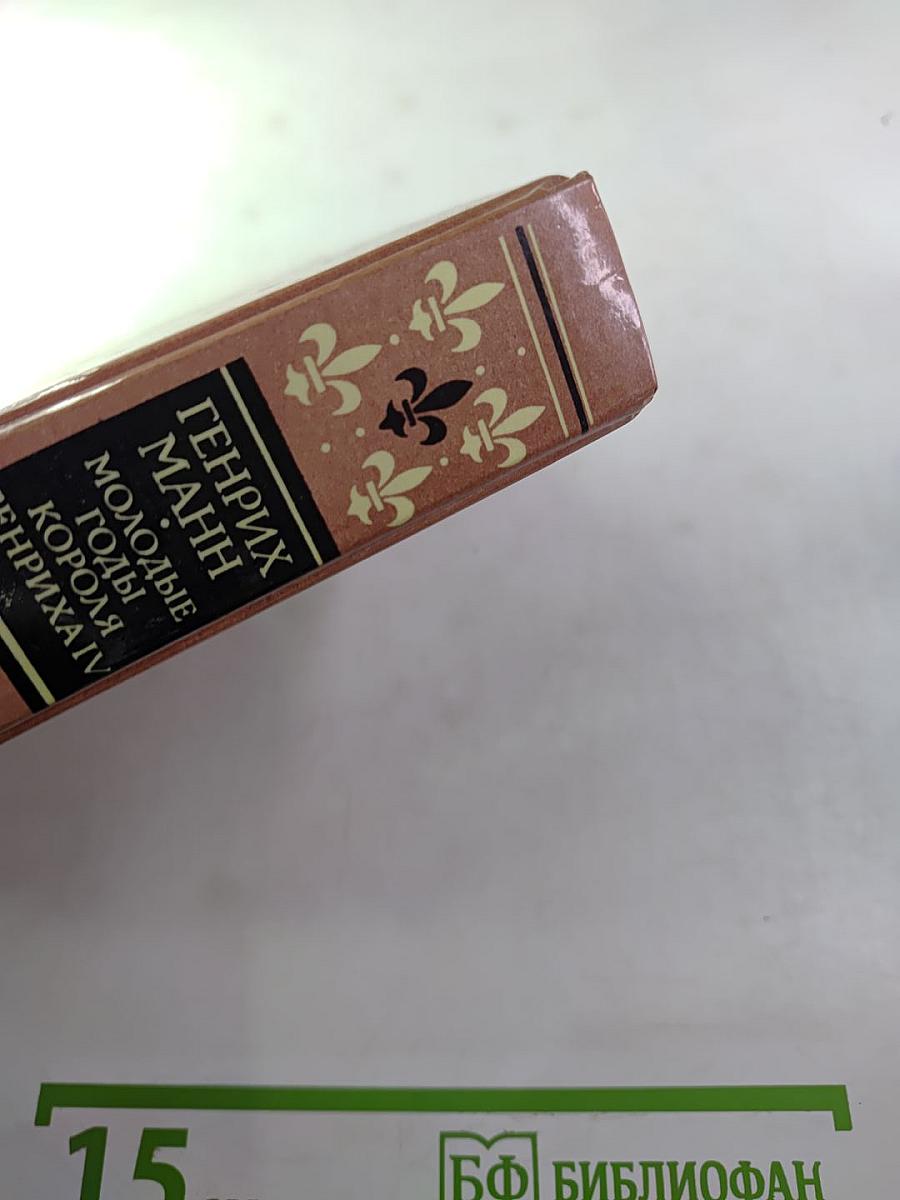 ГЕНРИХ
МАНН
МОЛОДЫЕ
ГОДЫ
КОРОЛЯ
ГЕНРИХА IV
15
БФ БИБЛИОФАН